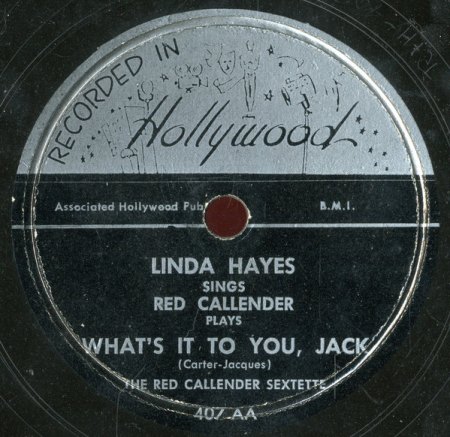 RECORDED IN
Hollywood
Associated Hollywood Pub
B.M.I.
LINDA HAYES
SINGS
RED CALLENDER
PLAYS
WHAT'S IT TO YOU, JACK
(Carter-Jacques)
THE RED CALLENDER SEXTETTE
407-AA